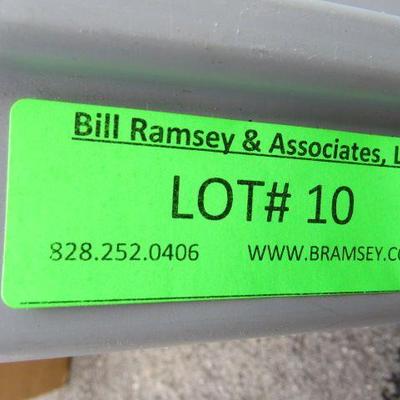 Bill Ramsey & Associates, L
LOT# 10
828.252.0406 WWW.BRAMSEY.CO